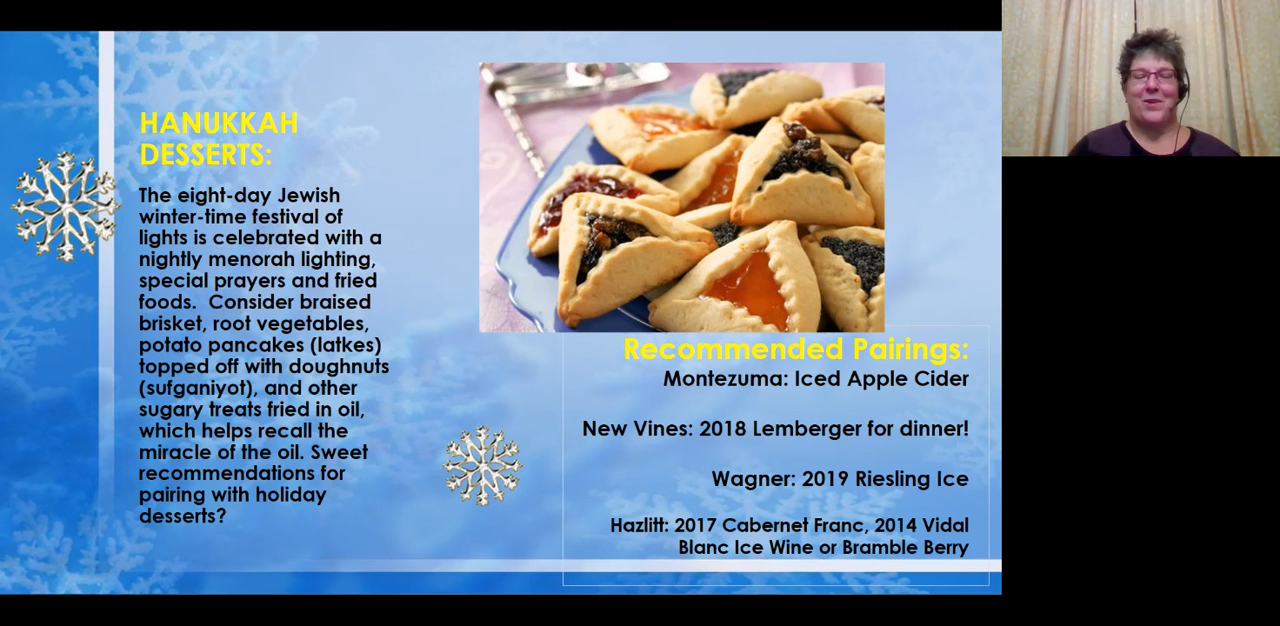 HANUKKAH
DESSERTS:
The eight-day Jewish
winter-time festival of
lights is celebrated with a
nightly menorah lighting,
special prayers and fried
foods.  Consider braised
brisket, root vegetables,
potato pancakes (latkes)
topped off with doughnuts
(sufganiyot), and other
sugary treats fried in oil,
which helps recall the
miracle of the oil. Sweet
recommendations for
pairing with holiday
desserts?
Recommended Pairings:
Montezuma: Iced Apple Cider
New Vines: 2018 Lemberger for dinner!
Wagner: 2019 Riesling Ice
Hazlitt: 2017 Cabernet Franc, 2014 Vidal
Blanc Ice Wine or Bramble Berry